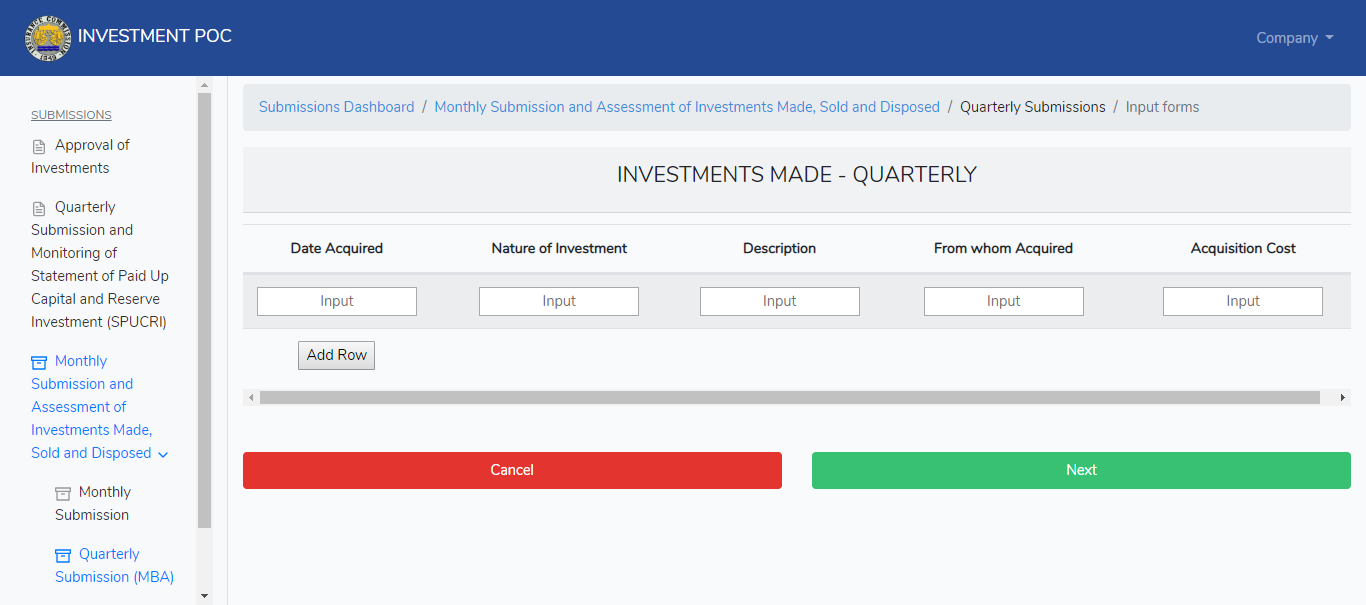 INSURANCE COMMISSION
1949
INVESTMENT POC
Company
SUBMISSIONS
Approval of
Investments
Quarterly
Submission and
Monitoring of
Statement of Paid Up
Capital and Reserve
Investment (SPUCRI)
Monthly
Submission and
Assessment of
Investments Made,
Sold and Disposed
Monthly
Submission
Quarterly
Submission (MBA)
Submissions Dashboard / Monthly Submission and Assessment of Investments Made, Sold and Disposed / Quarterly Submissions / Input forms
INVESTMENTS MADE - QUARTERLY
Date Acquired Nature of Investment Description From whom Acquired Acquisition Cost
Input Input Input Input Input
Add Row
Cancel Next